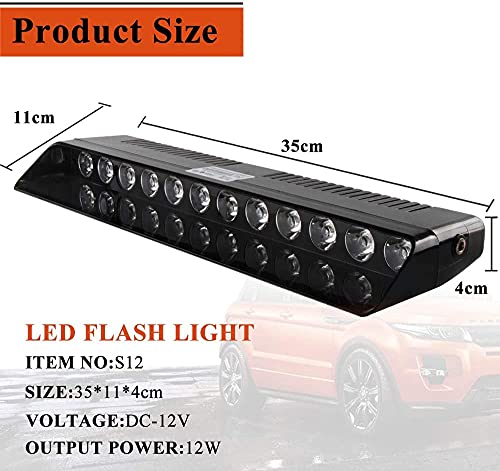 Product Size
11cm
35cm
4cm
LED FLASH LIGHT
ITEM NO:S12
SIZE:35*11*4cm
VOLTAGE:DC-12V
OUTPUT POWER:12W